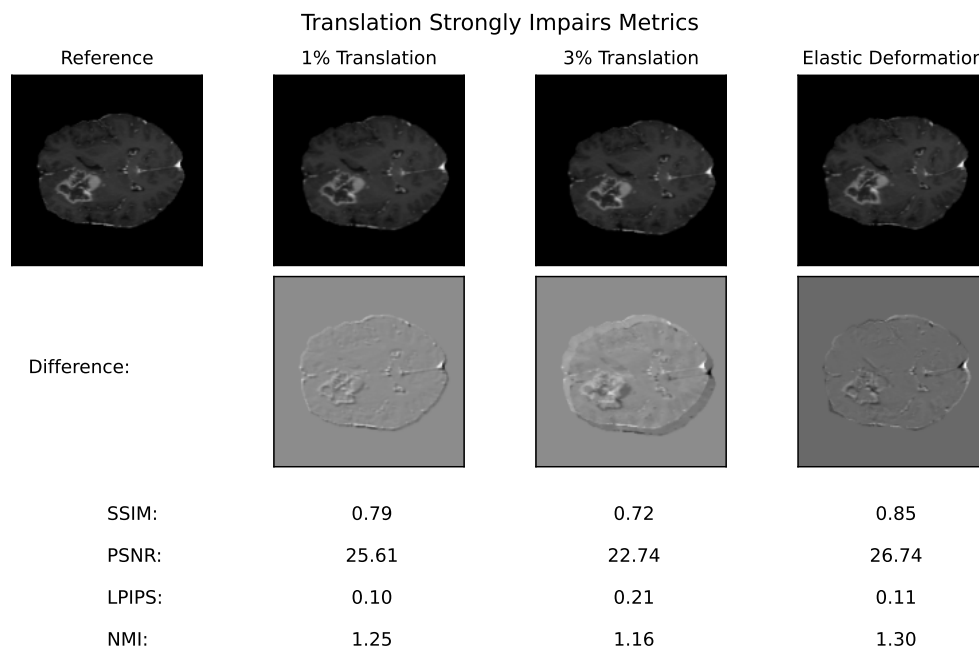 Translation Strongly Impairs Metrics
Reference 1% Translation 3% Translation Elastic Deformation
Difference:
SSIM: 0.79 0.72 0.85
PSNR: 25.61 22.74 26.74
LPIPS: 0.10 0.21 0.11
NMI: 1.25 1.16 1.30